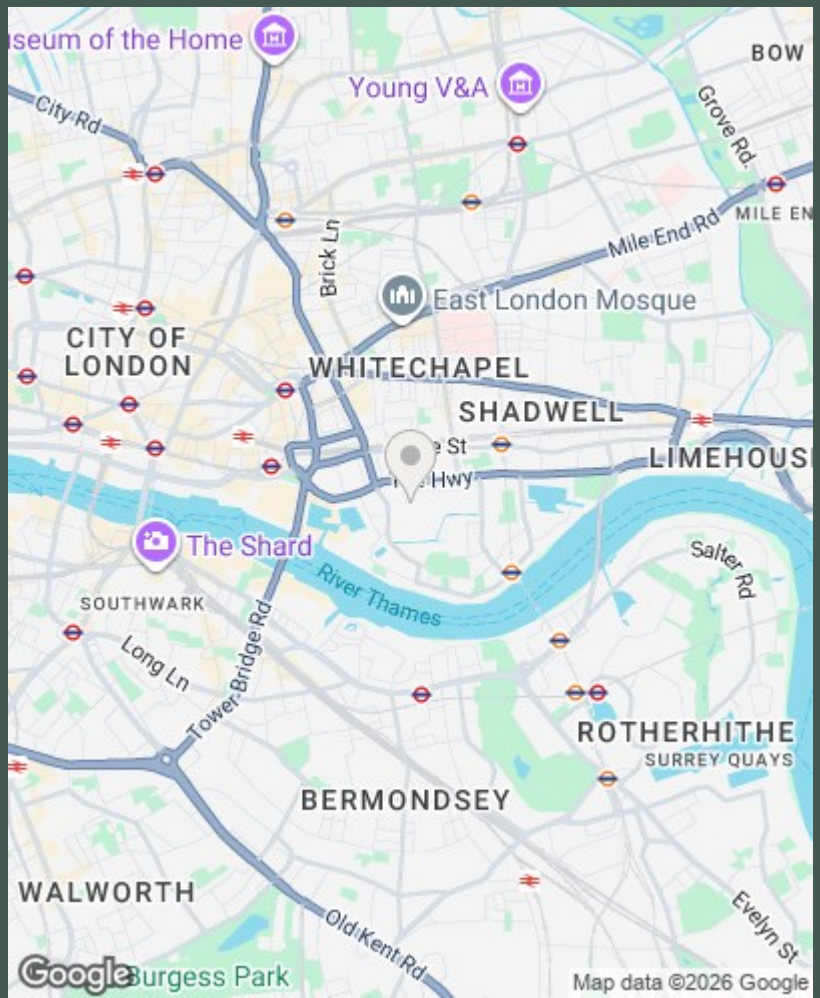 useum of the Home
BOW
Young V&A
City Rd
Grove Rd.
MILE EN
Mile End Rd
Brick Ln
East London Mosque
CITY OF
LONDON
WHITECHAPEL
SHADWELL
e St
Hwy
LIMEHOUS
The Shard
River Thames
Salter Rd
SOUTHWARK
Long Ln
Tower Bridge Rd
ROTHERHITHE
SURREY QUAYS
BERMONDSEY
WALWORTH
Old Kent Rd
Evelyn St
Burgess Park
Google
Map data ©2026 Google